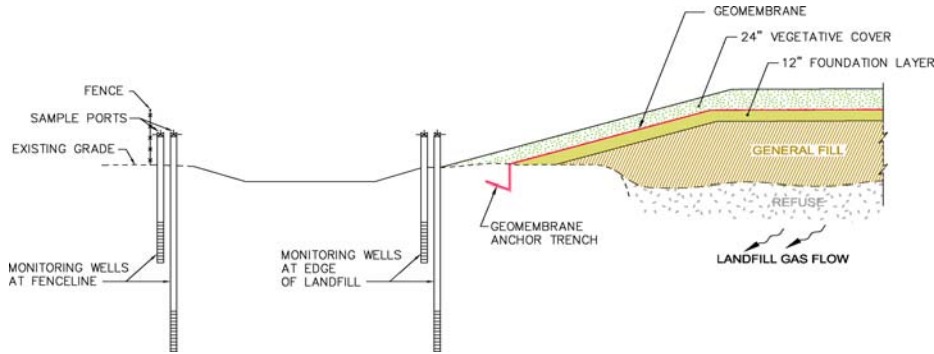 GEOMEMBRANE
24" VEGETATIVE COVER
12" FOUNDATION LAYER
FENCE
SAMPLE PORTS
EXISTING GRADE
GENERAL FILL
REFUSE
GEOMEMBRANE
ANCHOR TRENCH
LANDFILL GAS FLOW
MONITORING WELLS
AT FENCELINE
MONITORING WELLS
AT EDGE
OF LANDFILL